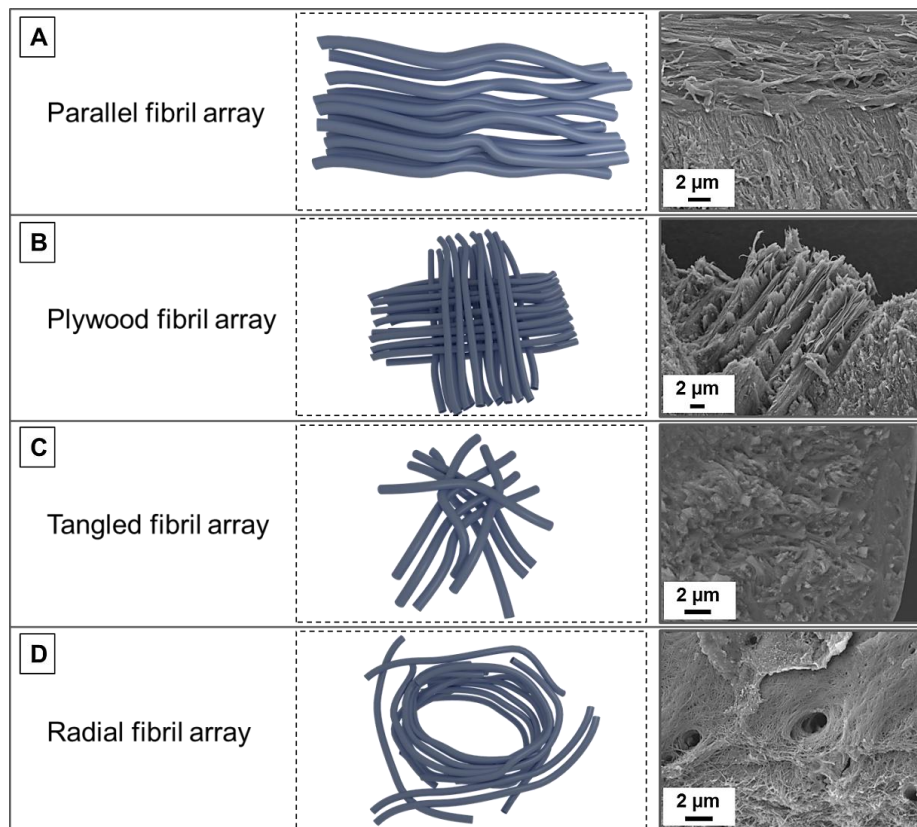 A
Parallel fibril array
2 µm
B
Plywood fibril array
2 µm
C
Tangled fibril array
2 µm
D
Radial fibril array
2 µm